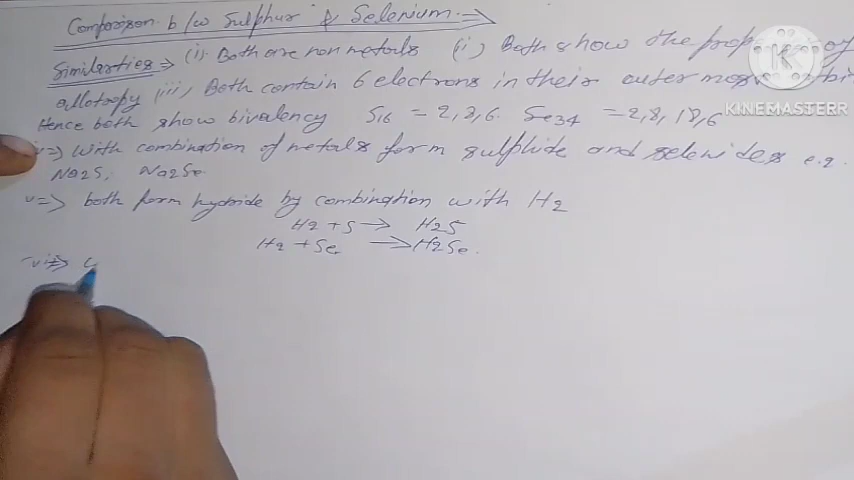 Comparison b/w Sulphur & Selenium =>
Similarities => (i) Both are non metals (ii) Both show the of
allotropy (iii) Both contain 6 electrons in their outer most
Hence both show bivalency S16 = 2,8,6. Se34 = 2,8,18,6
iv => With combination of metals form sulphide and selenides e.g.
Na2S, Na2Se
v => both form hydride by combination with H2
H2 + S → H2S
H2 + Se → H2Se.
vi =>
KINEMASTER